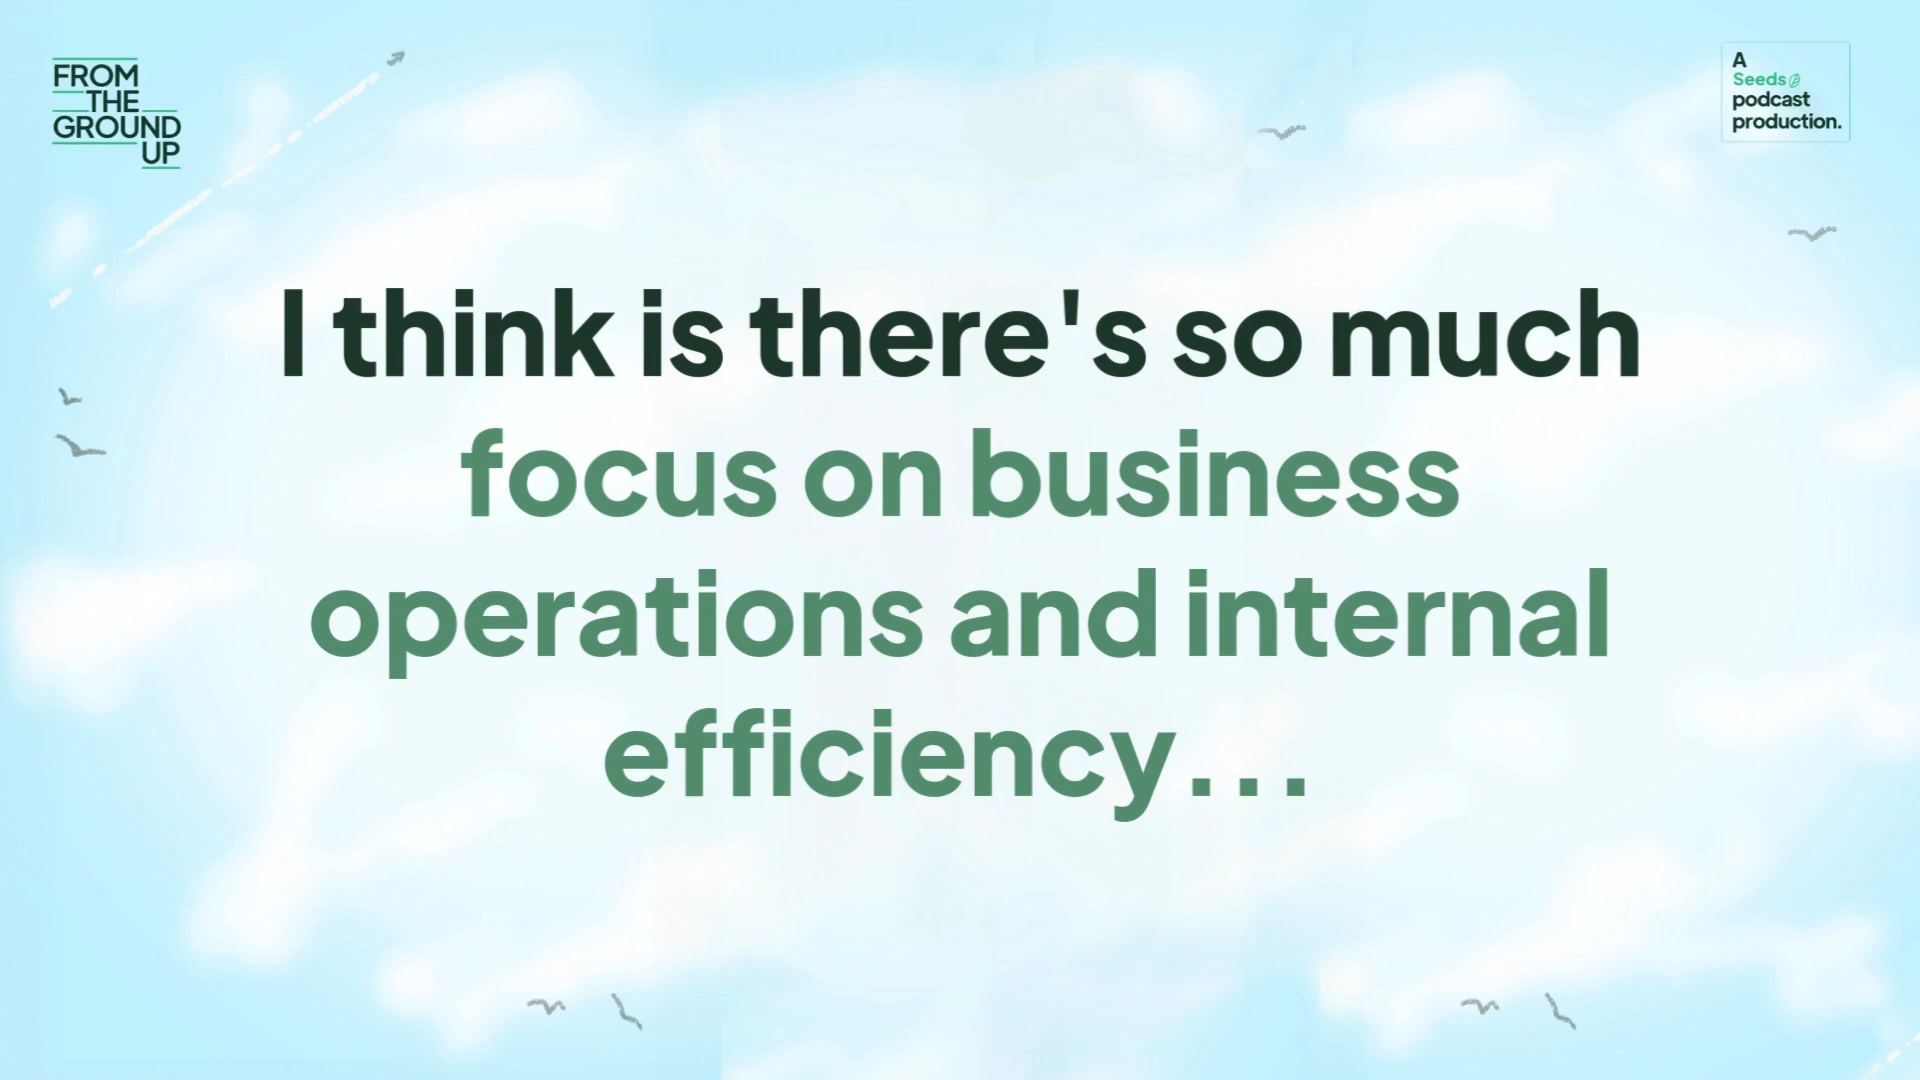 FROM
THE
GROUND
UP
A
Seeds
podcast
production.
I think is there's so much
focus on business
operations and internal
efficiency...